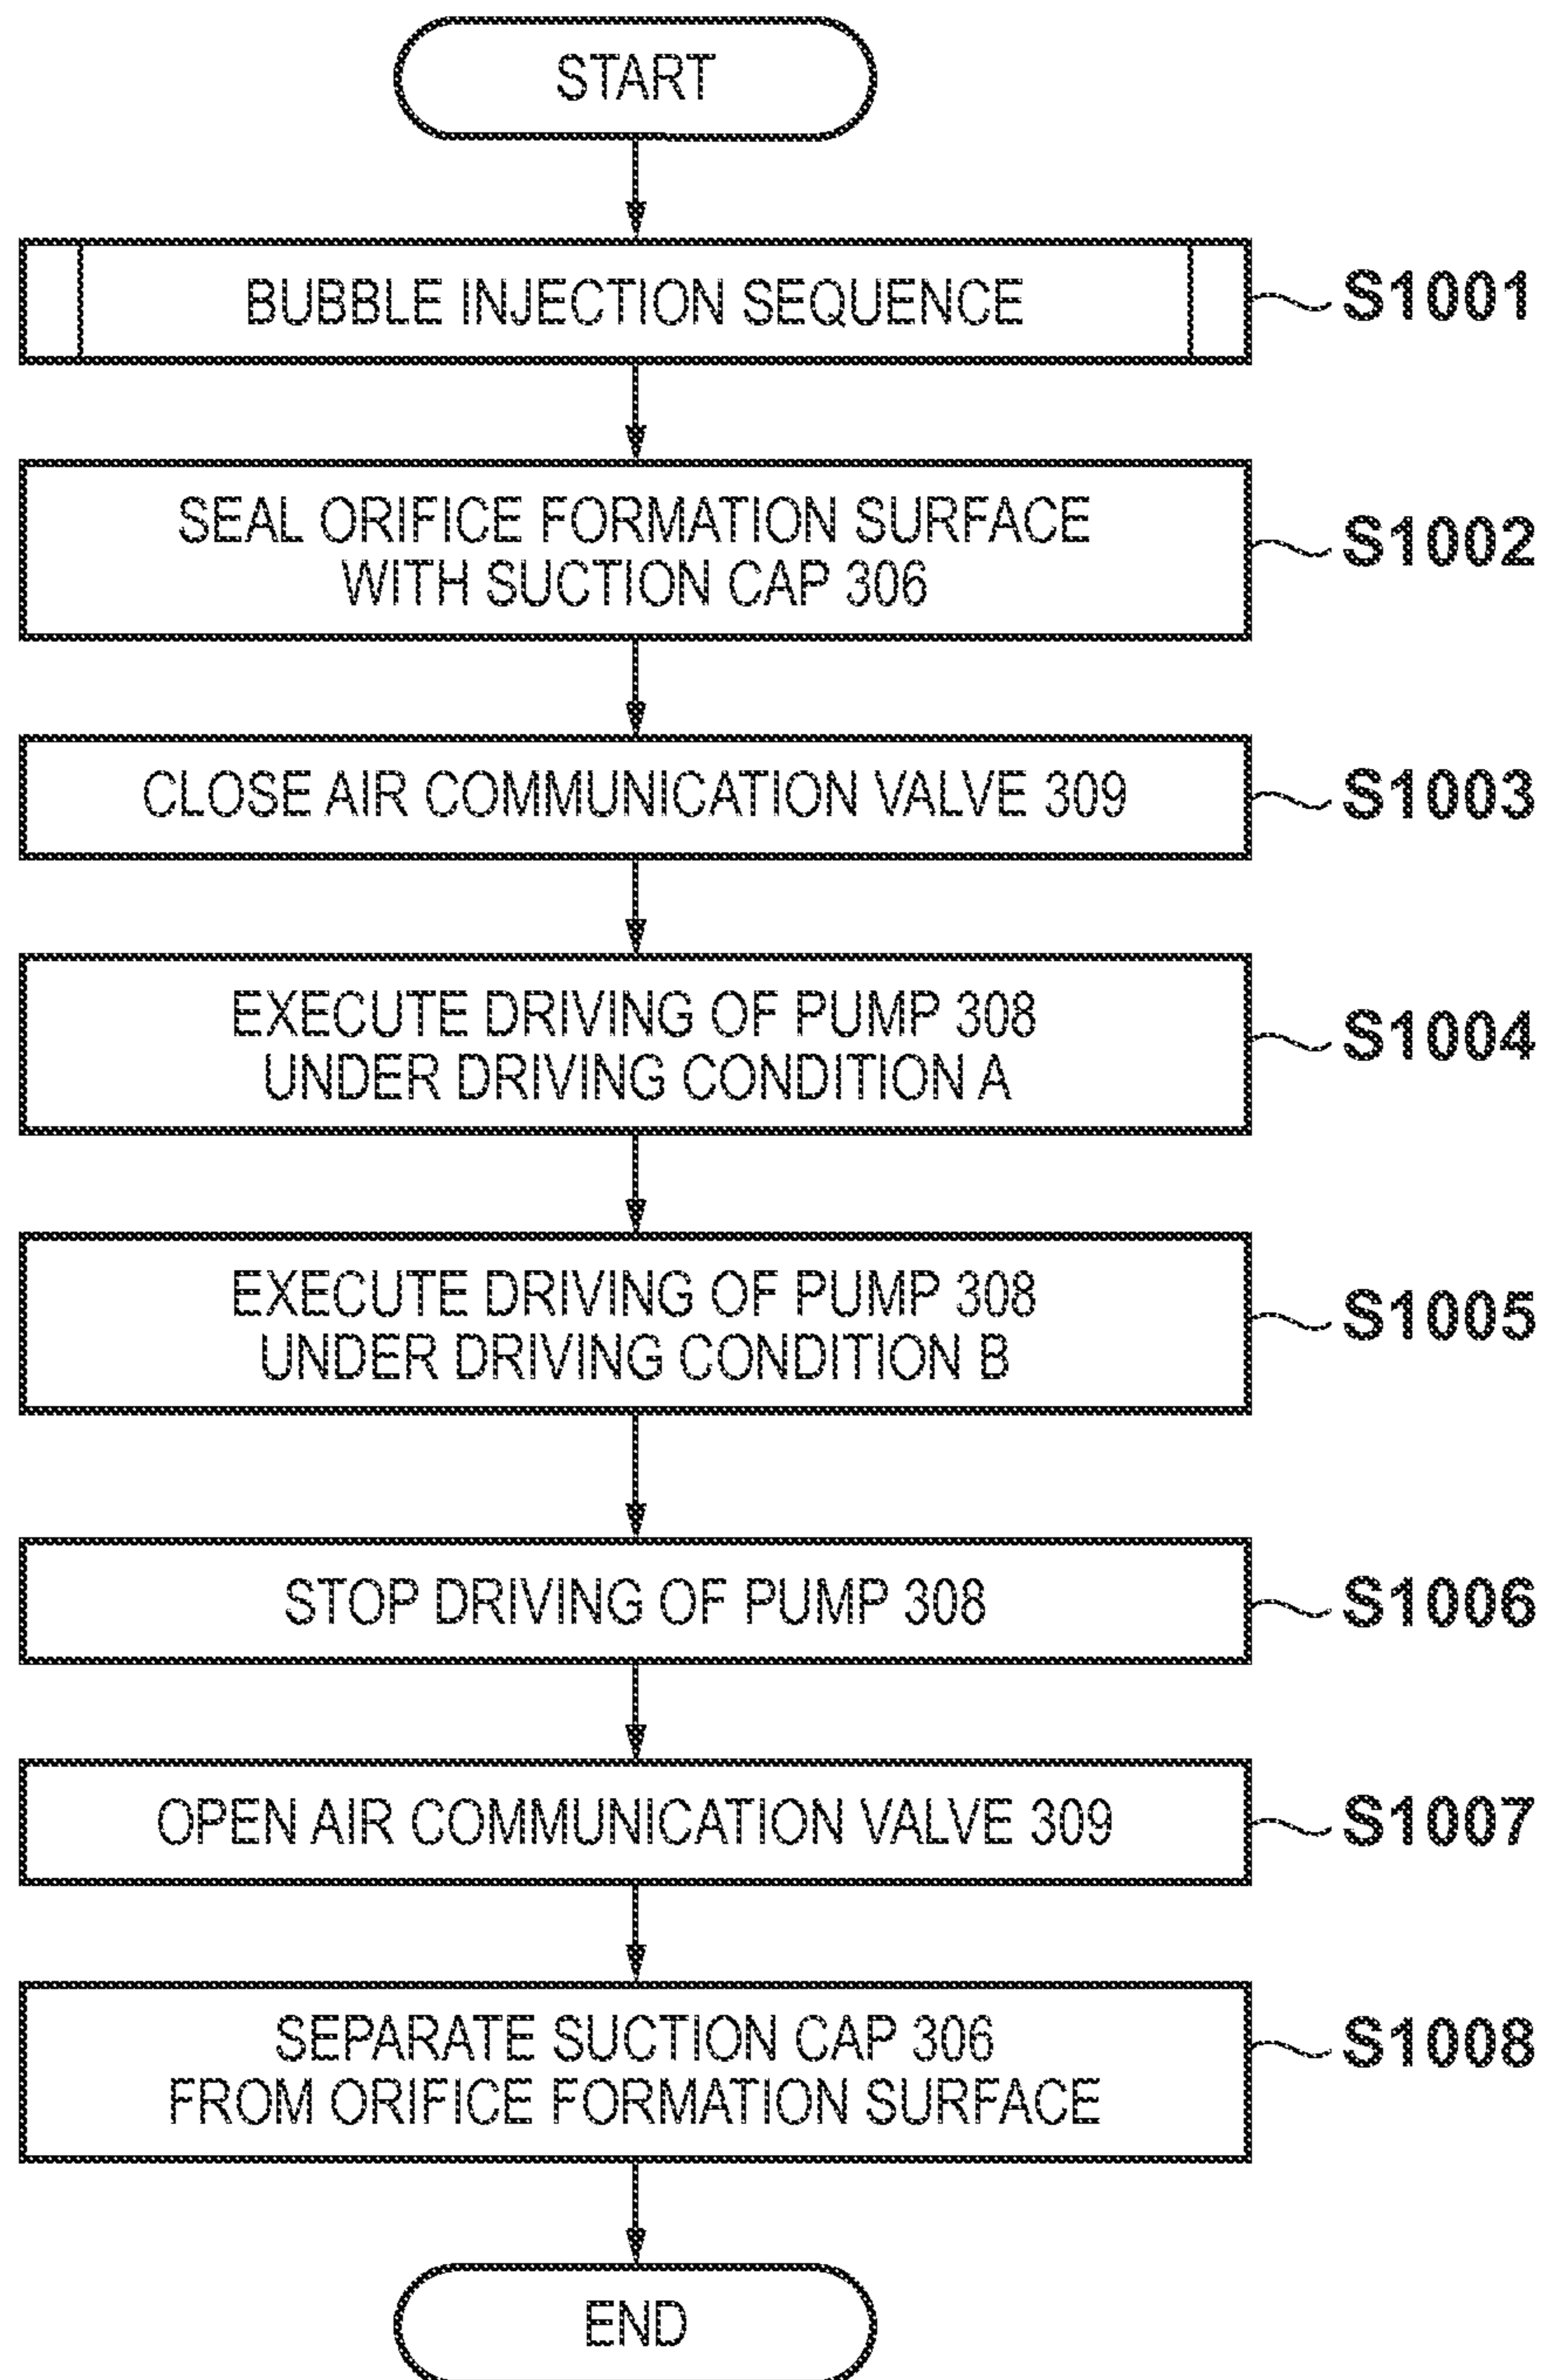 START
BUBBLE INJECTION SEQUENCE
S1001
SEAL ORIFICE FORMATION SURFACE
WITH SUCTION CAP 306
S1002
CLOSE AIR COMMUNICATION VALVE 309
S1003
EXECUTE DRIVING OF PUMP 308
UNDER DRIVING CONDITION A
S1004
EXECUTE DRIVING OF PUMP 308
UNDER DRIVING CONDITION B
S1005
STOP DRIVING OF PUMP 308
S1006
OPEN AIR COMMUNICATION VALVE 309
S1007
SEPARATE SUCTION CAP 306
FROM ORIFICE FORMATION SURFACE
S1008
END